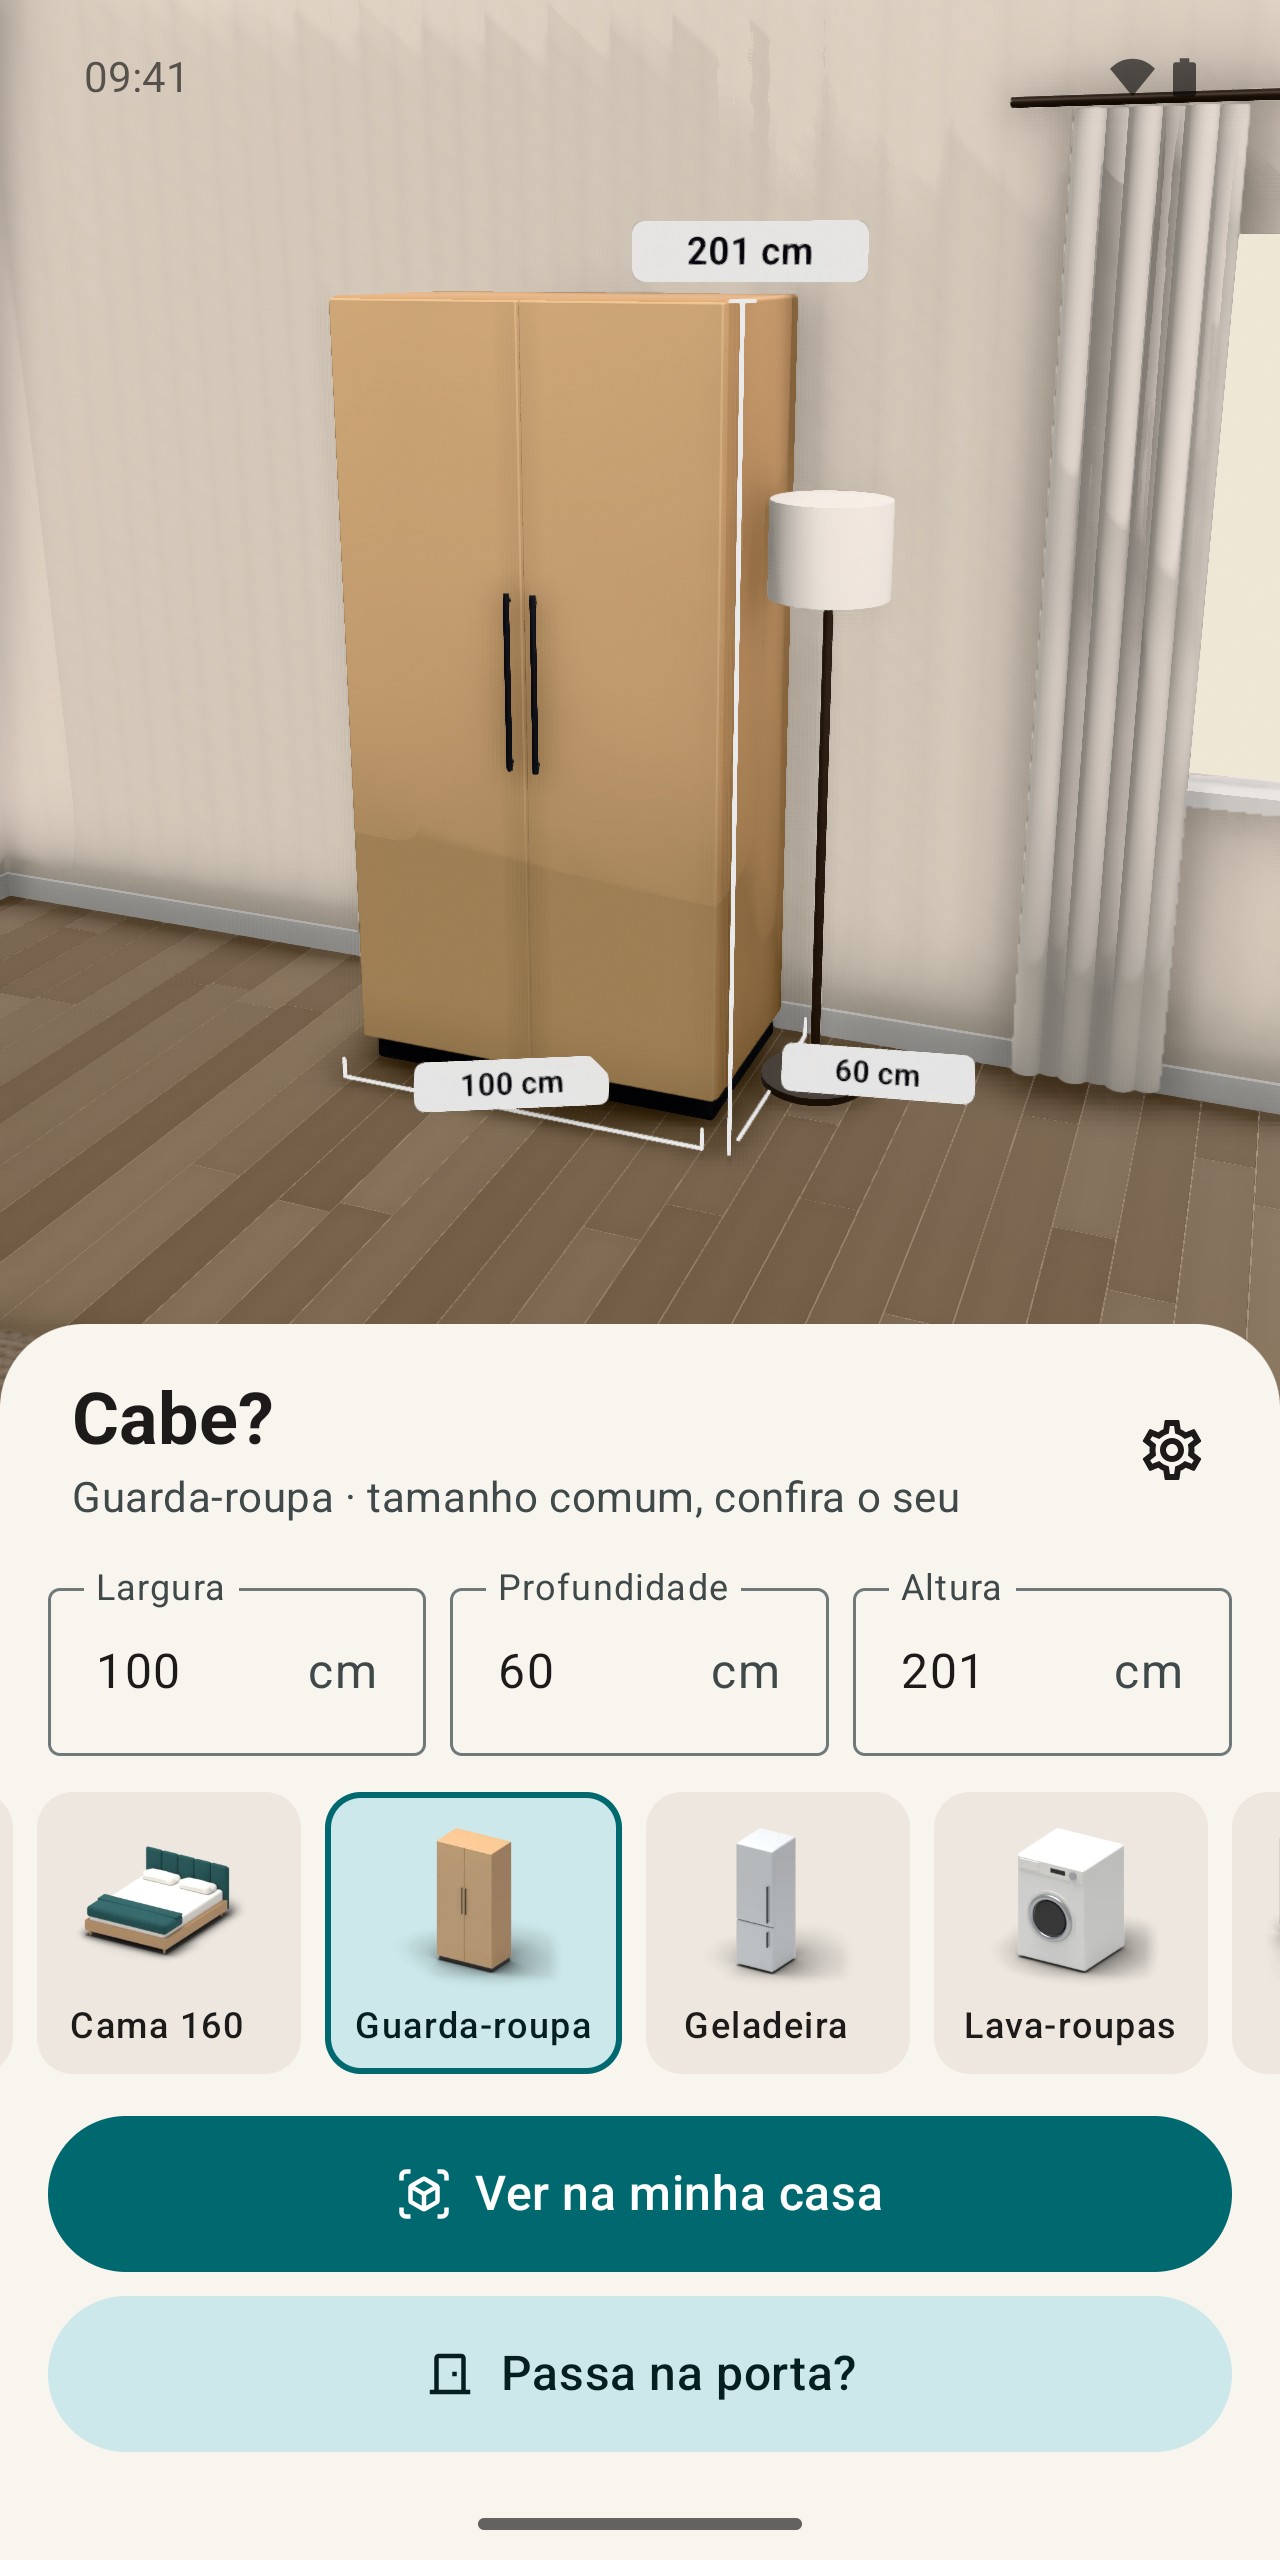 09:41
201 cm
100 cm
60 cm
Cabe?
Guarda-roupa · tamanho comum, confira o seu
Largura
Profundidade
Altura
100 cm
60 cm
201 cm
Cama 160
Guarda-roupa
Geladeira
Lava-roupas
Ver na minha casa
Passa na porta?